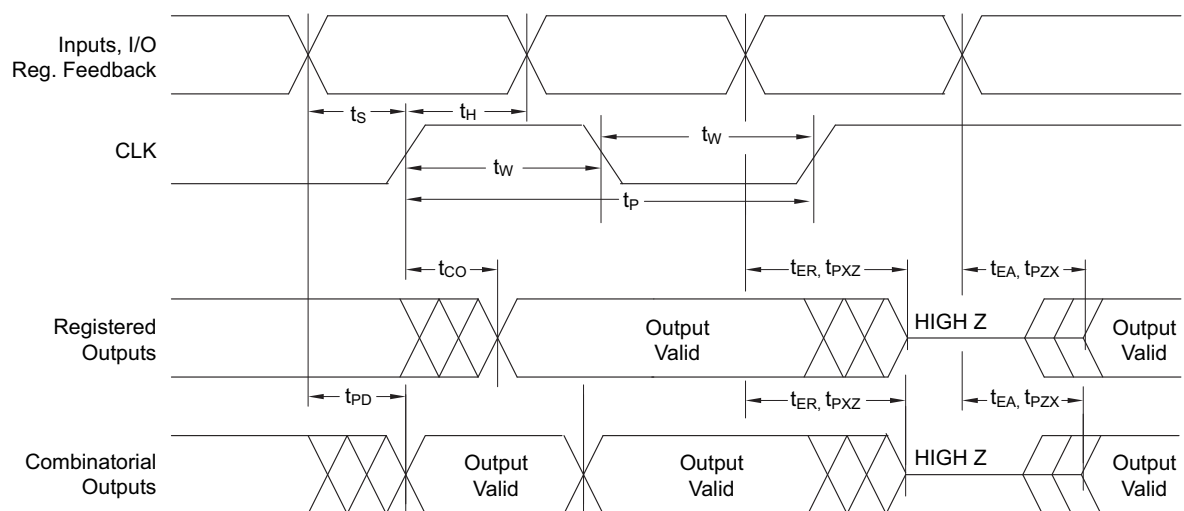 Inputs, I/O
Reg. Feedback
tS
tH
CLK
tW
tW
tP
tCO
tER, tPXZ
tEA, tPZX
Registered
Outputs
Output
Valid
HIGH Z
Output
Valid
tPD
tER, tPXZ
tEA, tPZX
Combinatorial
Outputs
Output
Valid
Output
Valid
HIGH Z
Output
Valid